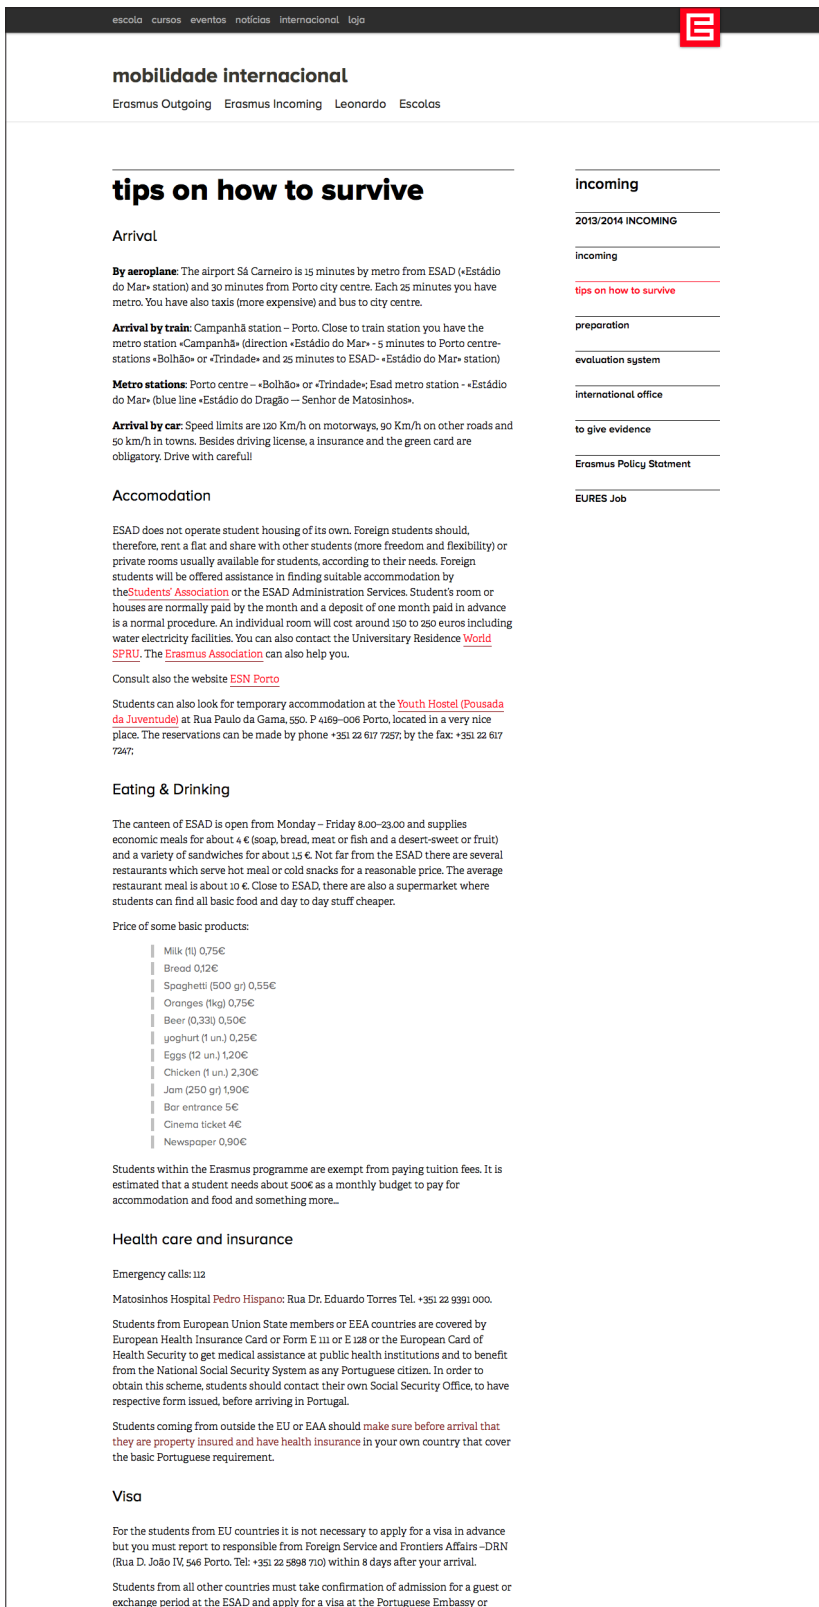 escola cursos eventos notícias internacional loja
mobilidade internacional
Erasmus Outgoing Erasmus Incoming Leonardo Escolas
tips on how to survive
Arrival
By aeroplane: The airport Sá Carneiro is 15 minutes by metro from ESAD («Estádio
do Mar» station) and 30 minutes from Porto city centre. Each 25 minutes you have
metro. You have also taxis (more expensive) and bus to city centre.
Arrival by train: Campanhã station – Porto. Close to train station you have the
metro station «Campanhã» (direction «Estádio do Mar» - 5 minutes to Porto centre-
stations «Bolhão» or «Trindade» and 25 minutes to ESAD- «Estádio do Mar» station)
Metro stations: Porto centre – «Bolhão» or «Trindade»; Esad metro station - «Estádio
do Mar» (blue line «Estádio do Dragão –– Senhor de Matosinhos».
Arrival by car: Speed limits are 120 Km/h on motorways, 90 Km/h on other roads and
50 km/h in towns. Besides driving license, a insurance and the green card are
obligatory. Drive with careful!
Accomodation
ESAD does not operate student housing of its own. Foreign students should,
therefore, rent a flat and share with other students (more freedom and flexibility) or
private rooms usually available for students, according to their needs. Foreign
students will be offered assistance in finding suitable accommodation by
theStudents' Association or the ESAD Administration Services. Student's room or
houses are normally paid by the month and a deposit of one month paid in advance
is a normal procedure. An individual room will cost around 150 to 250 euros including
water electricity facilities. You can also contact the Universitary Residence World
SPRU. The Erasmus Association can also help you.
Consult also the website ESN Porto
Students can also look for temporary accommodation at the Youth Hostel (Pousada
da Juventude) at Rua Paulo da Gama, 550. P 4169–006 Porto, located in a very nice
place. The reservations can be made by phone +351 22 617 7257; by the fax: +351 22 617
7247;
Eating & Drinking
The canteen of ESAD is open from Monday – Friday 8.00–23.00 and supplies
economic meals for about 4 € (soap, bread, meat or fish and a desert-sweet or fruit)
and a variety of sandwiches for about 1,5 €. Not far from the ESAD there are several
restaurants which serve hot meal or cold snacks for a reasonable price. The average
restaurant meal is about 10 €. Close to ESAD, there are also a supermarket where
students can find all basic food and day to day stuff cheaper.
Price of some basic products:
Milk (1l) 0,75€
Bread 0,12€
Spaghetti (500 gr) 0,55€
Oranges (1kg) 0,75€
Beer (0,33l) 0,50€
yoghurt (1 un.) 0,25€
Eggs (12 un.) 1,20€
Chicken (1 un.) 2,30€
Jam (250 gr) 1,90€
Bar entrance 5€
Cinema ticket 4€
Newspaper 0,90€
Students within the Erasmus programme are exempt from paying tuition fees. It is
estimated that a student needs about 500€ as a monthly budget to pay for
accommodation and food and something more...
Health care and insurance
Emergency calls: 112
Matosinhos Hospital Pedro Hispano: Rua Dr. Eduardo Torres Tel. +351 22 9391 000.
Students from European Union State members or EEA countries are covered by
European Health Insurance Card or Form E 111 or E 128 or the European Card of
Health Security to get medical assistance at public health institutions and to benefit
from the National Social Security System as any Portuguese citizen. In order to
obtain this scheme, students should contact their own Social Security Office, to have
respective form issued, before arriving in Portugal.
Students coming from outside the EU or EAA should make sure before arrival that
they are property insured and have health insurance in your own country that cover
the basic Portuguese requirement.
Visa
For the students from EU countries it is not necessary to apply for a visa in advance
but you must report to responsible from Foreign Service and Frontiers Affairs –DRN
(Rua D. João IV, 546 Porto. Tel: +351 22 5898 710) within 8 days after your arrival.
Students from all other countries must take confirmation of admission for a guest or
exchange period at the ESAD and apply for a visa at the Portuguese Embassy or
incoming
2013/2014 INCOMING
incoming
tips on how to survive
preparation
evaluation system
international office
to give evidence
Erasmus Policy Statment
EURES Job